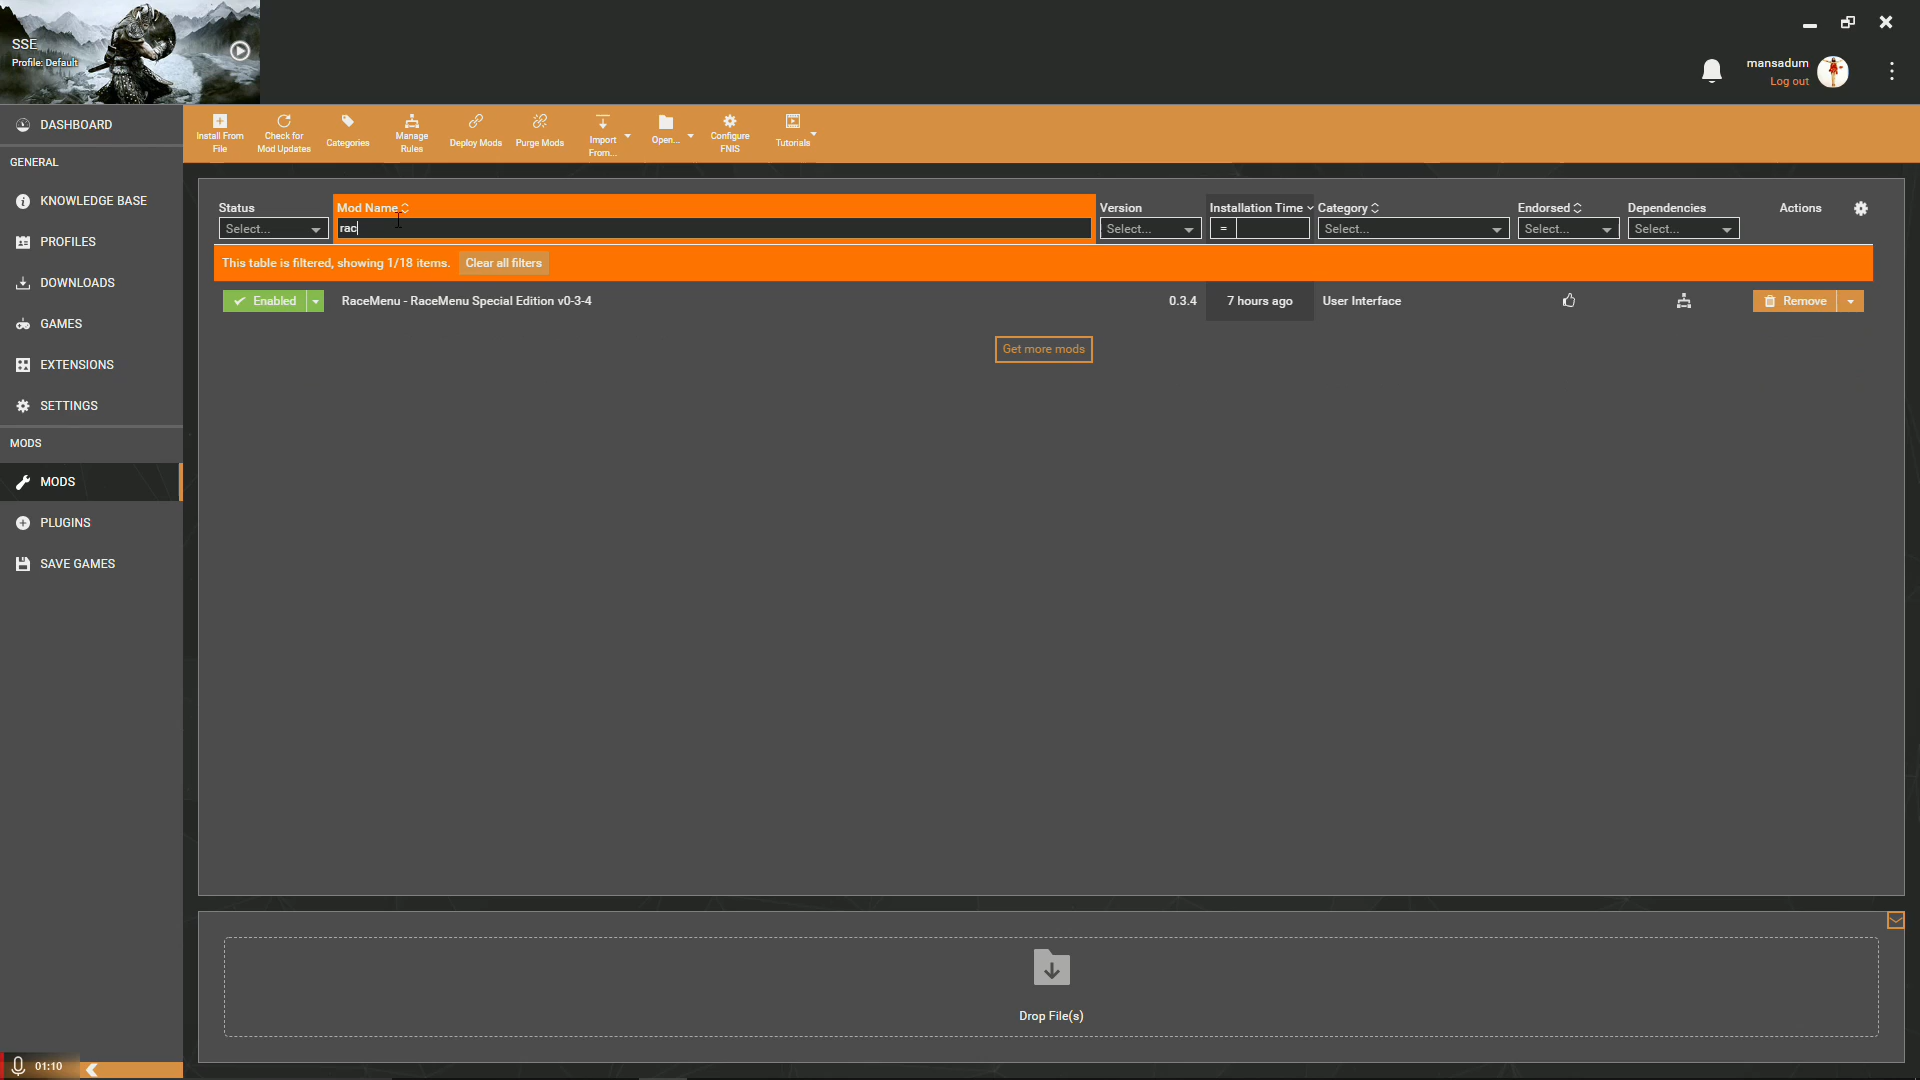 SSE
Profile: Default
mansadum
Log out
DASHBOARD
GENERAL
KNOWLEDGE BASE
PROFILES
DOWNLOADS
GAMES
EXTENSIONS
SETTINGS
MODS
MODS
PLUGINS
SAVE GAMES
01:10
Install From
File
Check for
Mod Updates
Categories
Manage
Rules
Deploy Mods
Purge Mods
Import
From...
Open...
Configure
FNIS
Tutorials
Status
Mod Name
Version
Installation Time
Category
Endorsed
Dependencies
Actions
Select...
rac
Select...
=
Select...
Select...
Select...
This table is filtered, showing 1/18 items.
Clear all filters
Enabled
RaceMenu - RaceMenu Special Edition v0-3-4
0.3.4
7 hours ago
User Interface
Remove
Get more mods
Drop File(s)